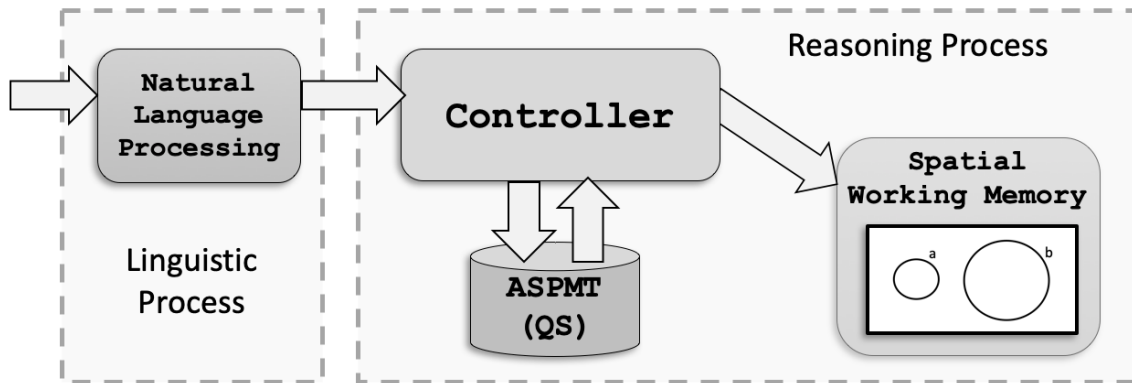 Natural
Language
Processing
Linguistic
Process
Reasoning Process
Controller
ASPMT
(QS)
Spatial
Working Memory
a
b